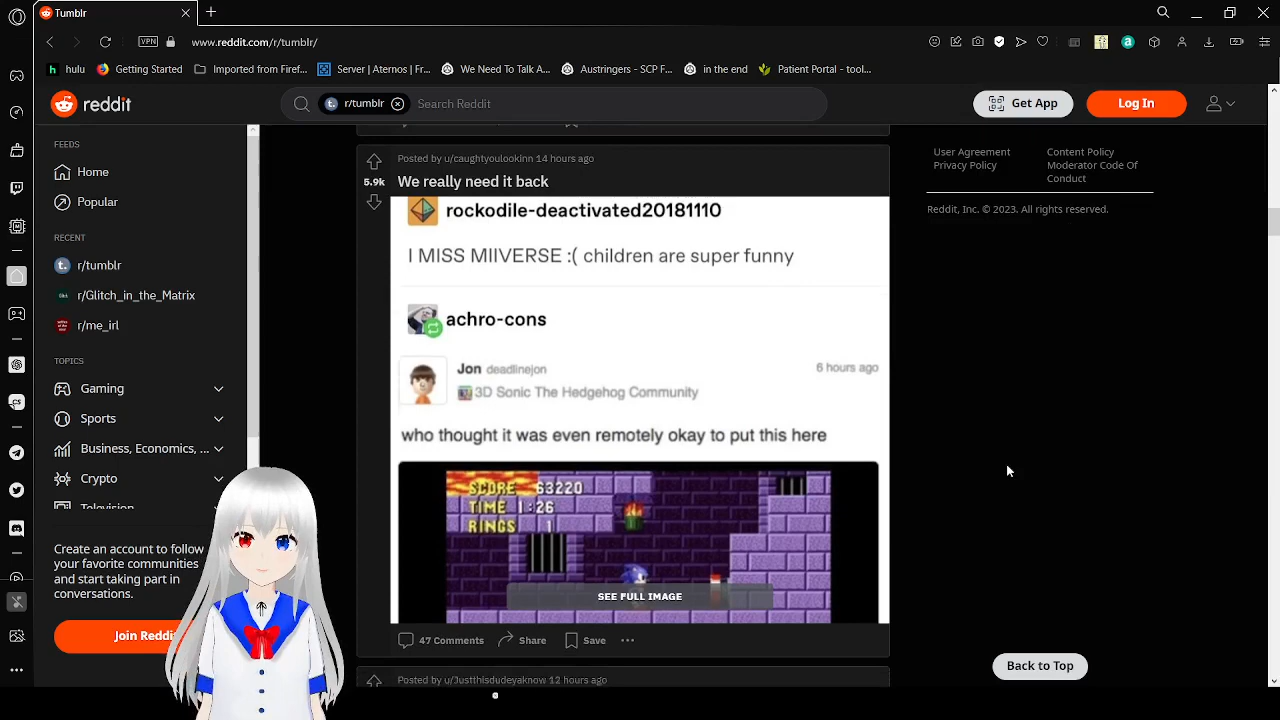 Tumblr
VPN
www.reddit.com/r/tumblr/
h hulu
Getting Started
Imported from Firef...
Server | Aternos | Fr...
We Need To Talk A...
Austringers - SCP F...
in the end
Patient Portal - tool...
reddit
r/tumblr
Search Reddit
Get App
Log In
FEEDS
Home
Popular
RECENT
r/tumblr
r/Glitch_in_the_Matrix
r/me_irl
TOPICS
Gaming
Sports
Business, Economics, ...
Crypto
Television
Create an account to follow
your favorite communities
and start taking part in
conversations.
Join Reddit
Posted by u/caughtyoulookinn 14 hours ago
5.9k
We really need it back
rockodile-deactivated20181110
I MISS MIIVERSE :( children are super funny
achro-cons
Jon deadlinejon
6 hours ago
3D Sonic The Hedgehog Community
who thought it was even remotely okay to put this here
SCORE 63220
TIME 1:26
RINGS 1
SEE FULL IMAGE
47 Comments
Share
Save
Posted by u/Justthisdudeyaknow 12 hours ago
User Agreement
Privacy Policy
Content Policy
Moderator Code Of
Conduct
Reddit, Inc. © 2023. All rights reserved.
Back to Top